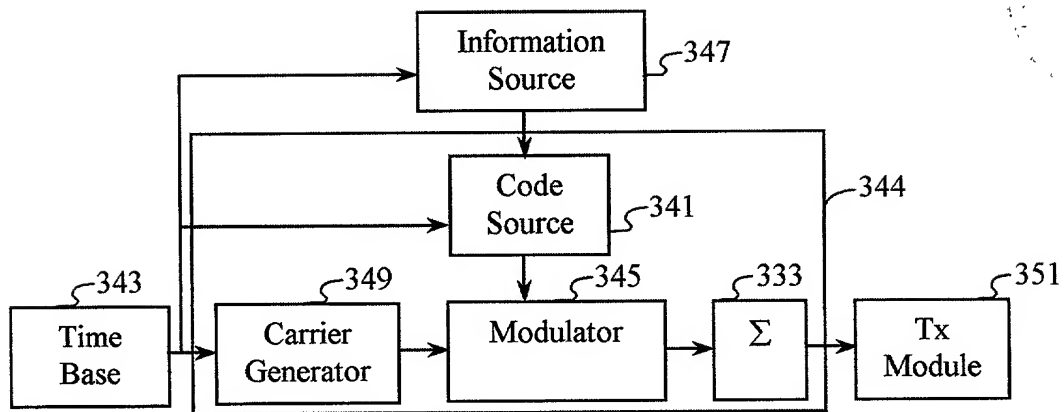 Information
Source
347
Code
Source
341
344
343
349
345
333
351
Time
Base
Carrier
Generator
Modulator
Σ
Tx
Module